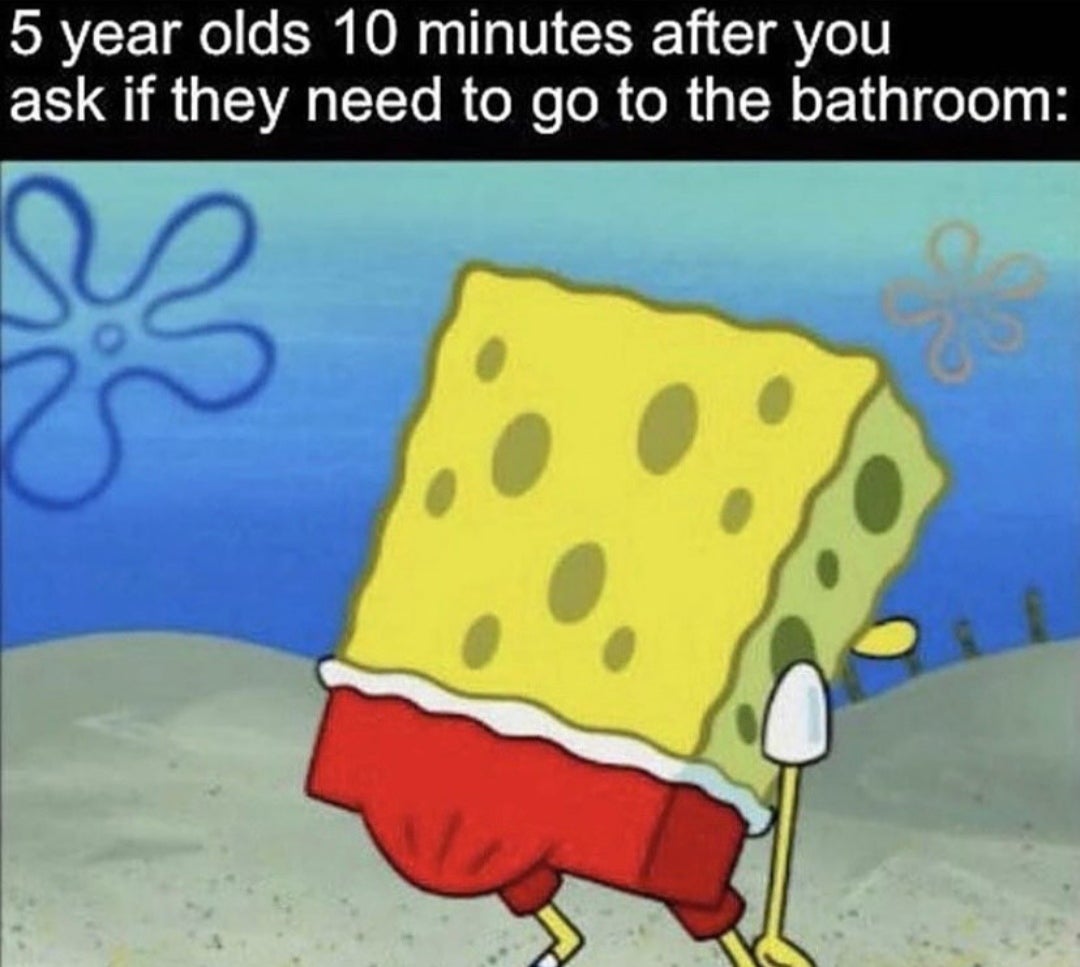 5 year olds 10 minutes after you
ask if they need to go to the bathroom: